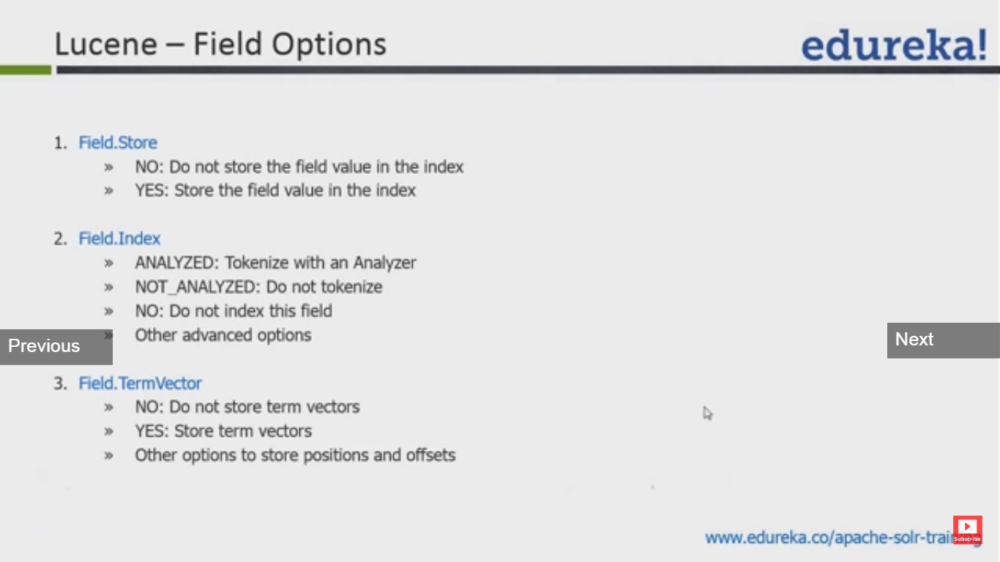 Lucene – Field Options
edureka!
1. Field.Store
» NO: Do not store the field value in the index
» YES: Store the field value in the index
2. Field.Index
» ANALYZED: Tokenize with an Analyzer
» NOT_ANALYZED: Do not tokenize
» NO: Do not index this field
» Other advanced options
Previous
Next
3. Field.TermVector
» NO: Do not store term vectors
» YES: Store term vectors
» Other options to store positions and offsets
www.edureka.co/apache-solr-training
Subscribe